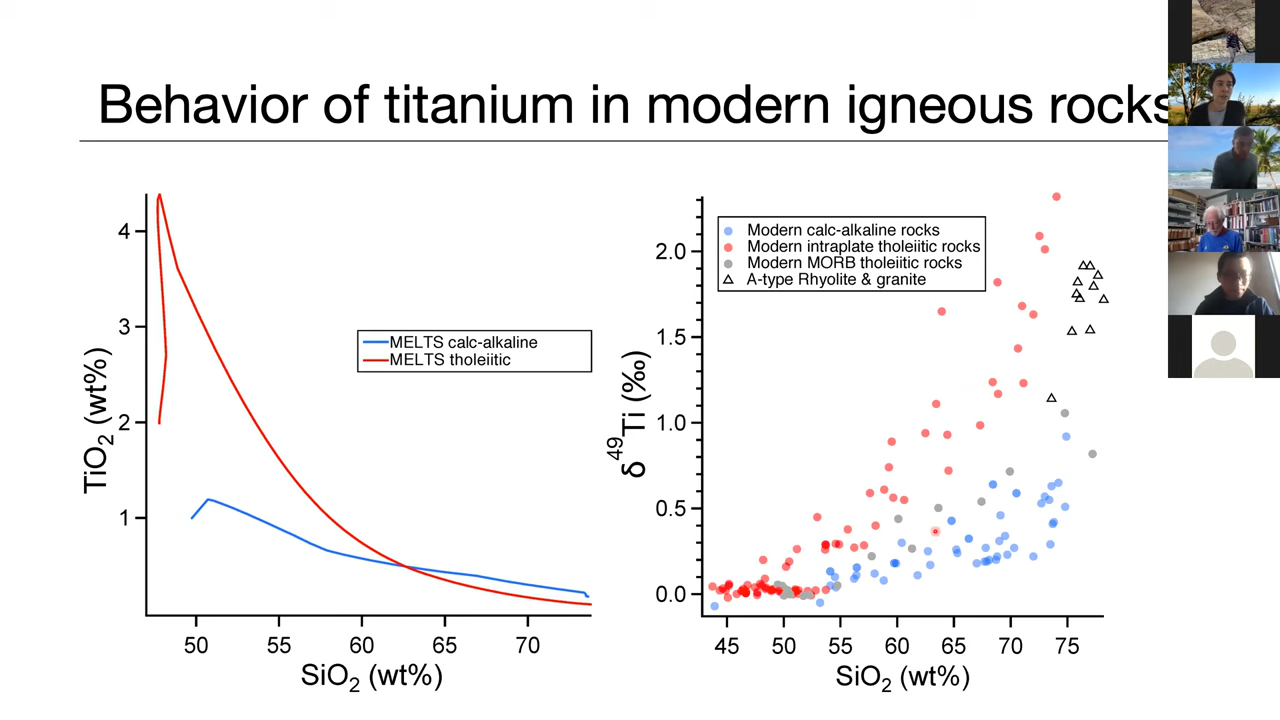 Behavior of titanium in modern igneous rocks
TiO2 (wt%)
4
3
2
1
MELTS calc-alkaline
MELTS tholeiitic
50 55 60 65 70
SiO2 (wt%)
δ49Ti (‰)
2.0
1.5
1.0
0.5
0.0
Modern calc-alkaline rocks
Modern intraplate tholeiitic rocks
Modern MORB tholeiitic rocks
A-type Rhyolite & granite
45 50 55 60 65 70 75
SiO2 (wt%)